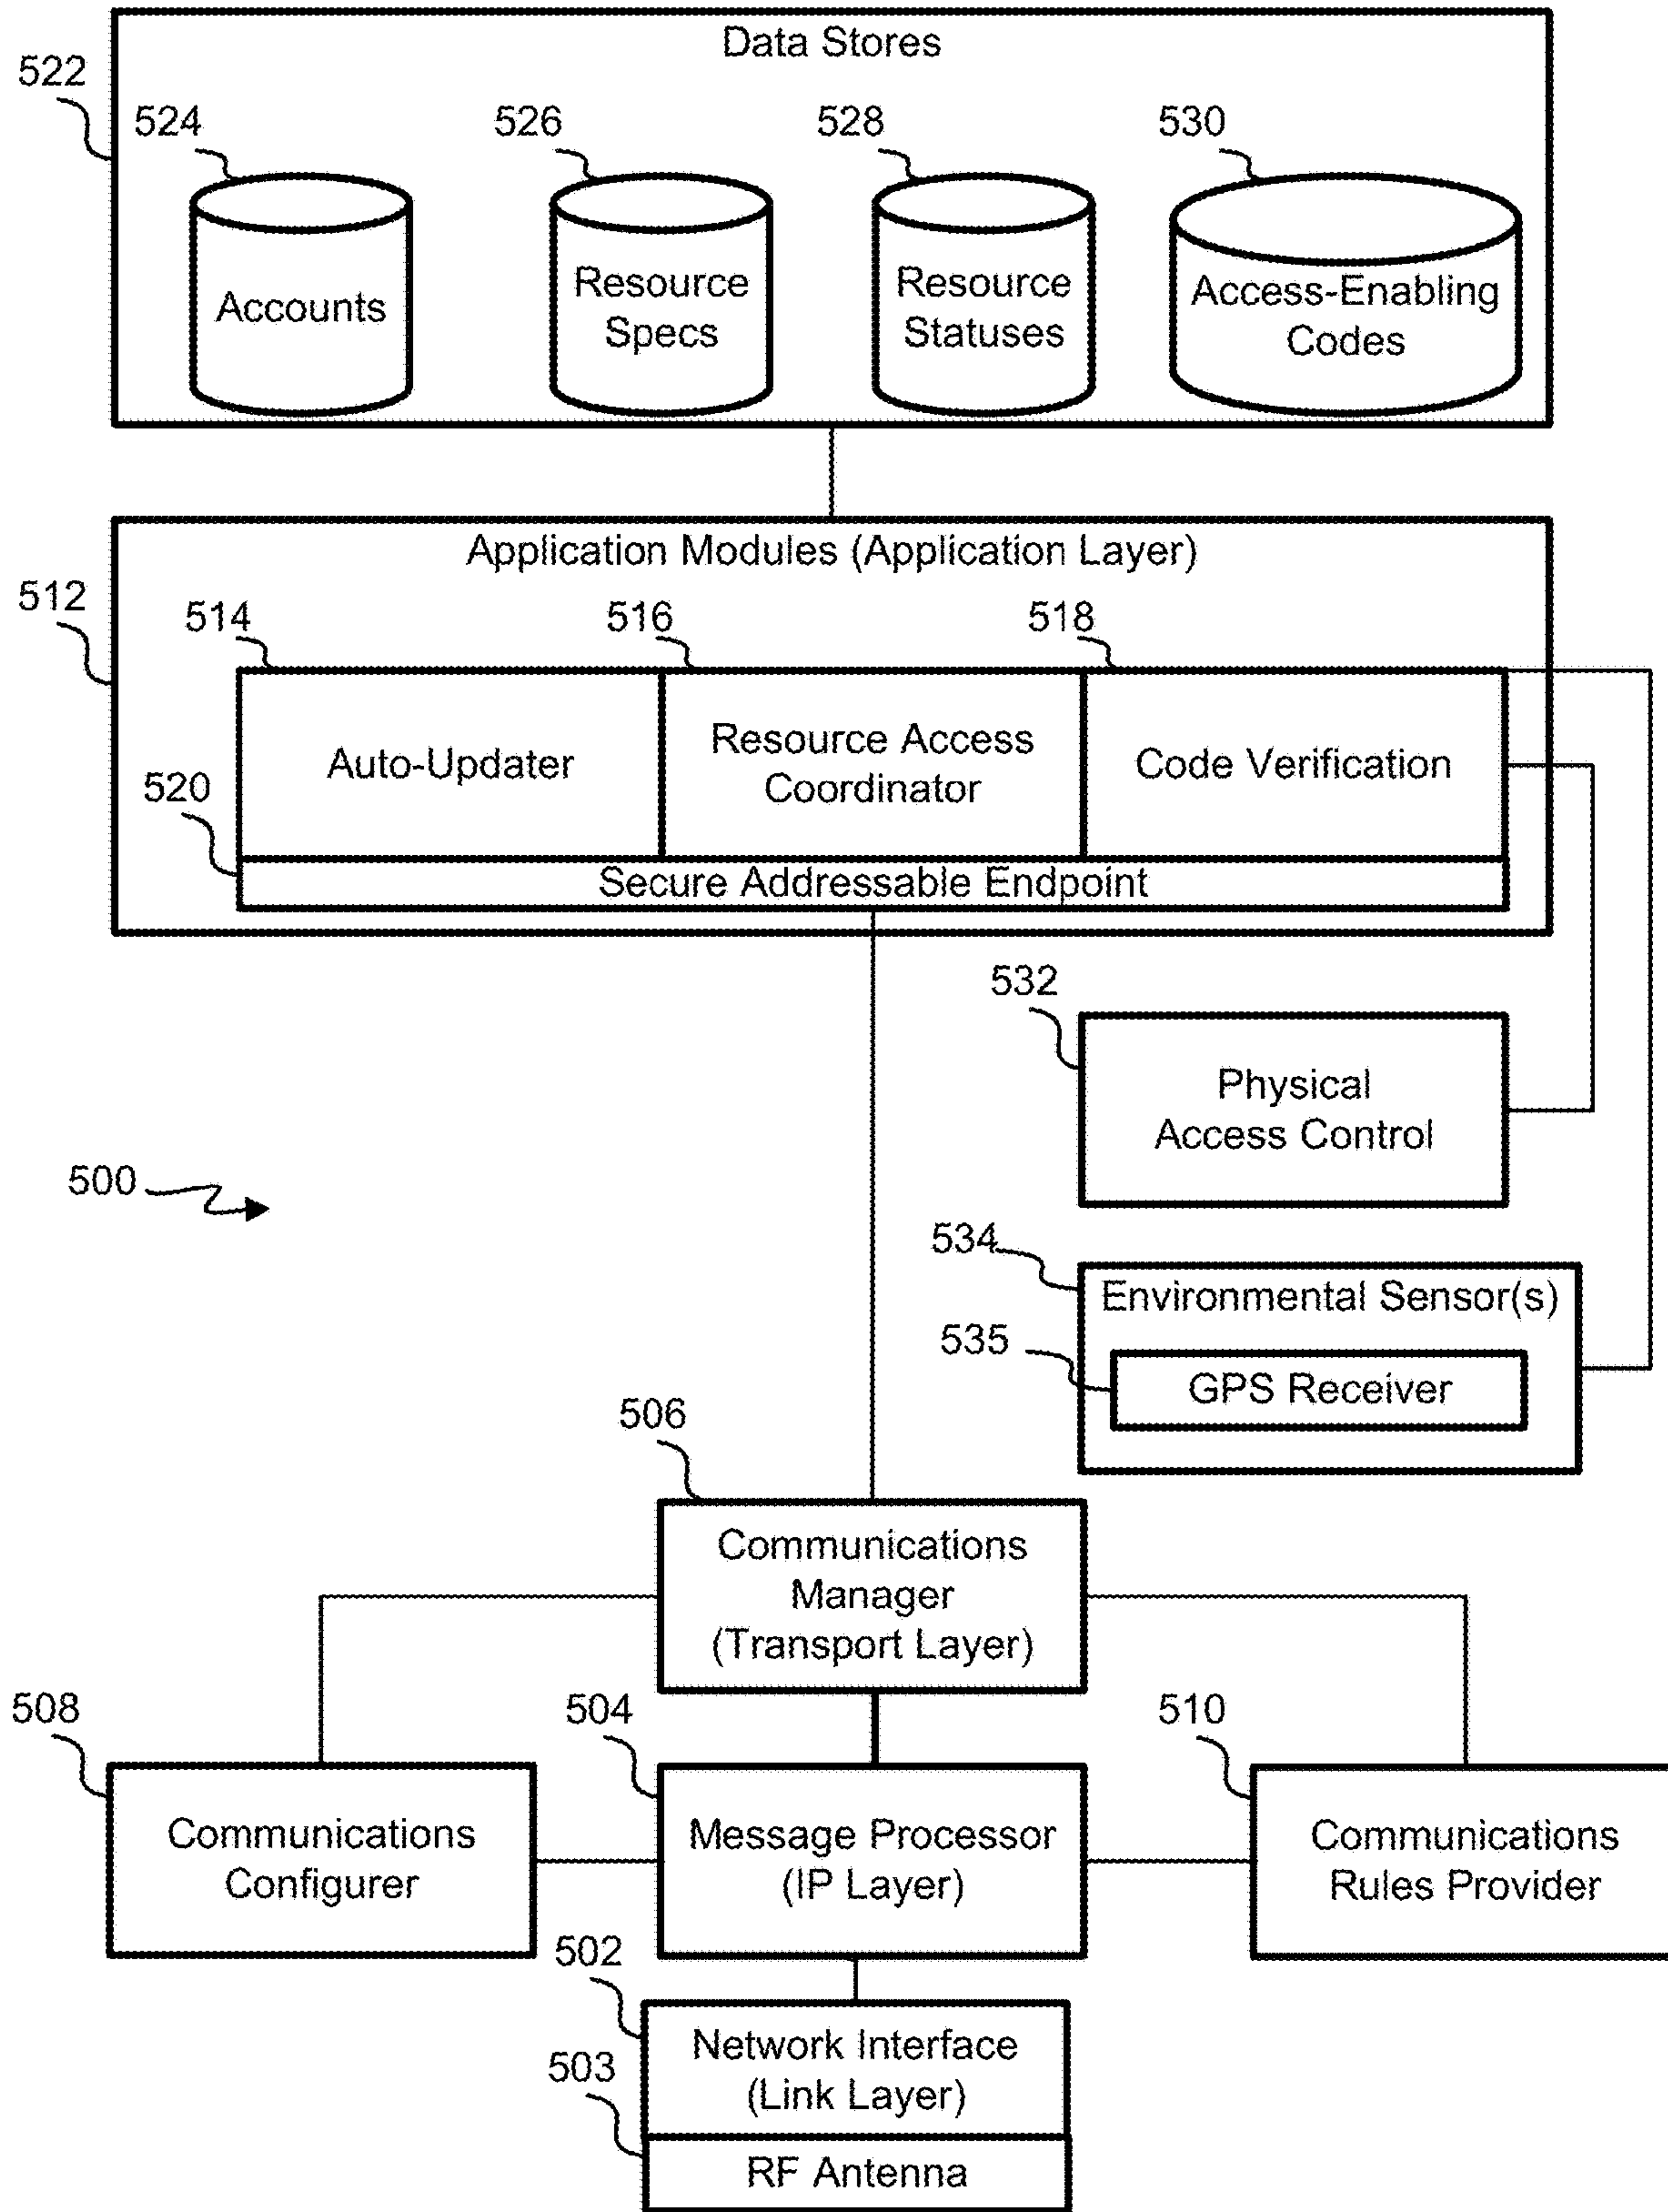 Data Stores
522
524
526
528
530
Accounts
Resource
Specs
Resource
Statuses
Access-Enabling
Codes
Application Modules (Application Layer)
512
514
516
518
Auto-Updater
Resource Access
Coordinator
Code Verification
520
Secure Addressable Endpoint
532
Physical
Access Control
500
534
Environmental Sensor(s)
535
GPS Receiver
506
Communications
Manager
(Transport Layer)
508
504
510
Communications
Configurer
Message Processor
(IP Layer)
Communications
Rules Provider
502
Network Interface
(Link Layer)
503
RF Antenna